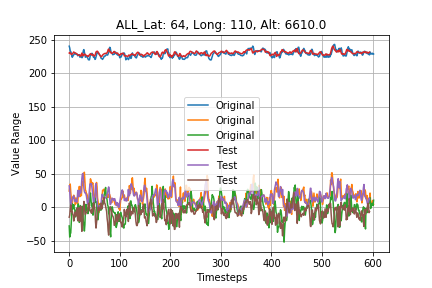 ALL_Lat: 64, Long: 110, Alt: 6610.0
250
200
150
100
50
0
−50
Value Range
Original
Original
Original
Test
Test
Test
0
100
200
300
400
500
600
Timesteps